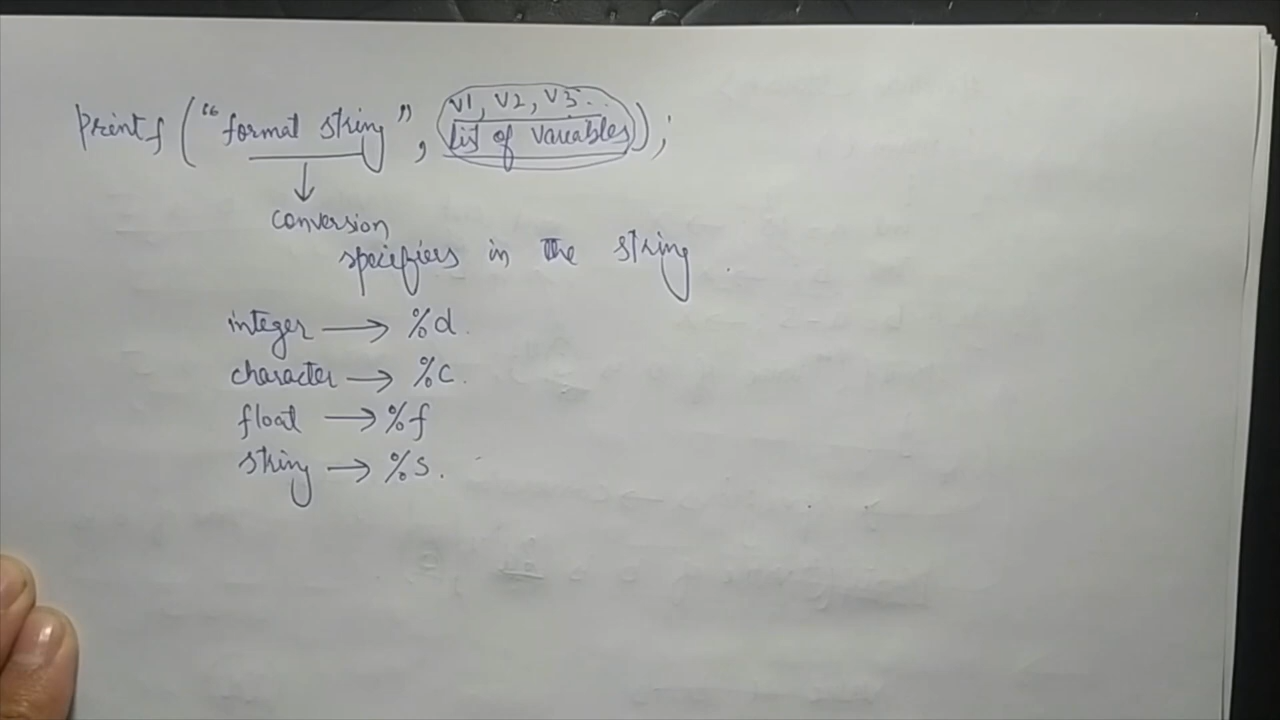 v1, v2, v3...
printf ("format string", list of variables);
conversion
specifiers in the string
integer → %d.
character → %c.
float → %f
string → %s.